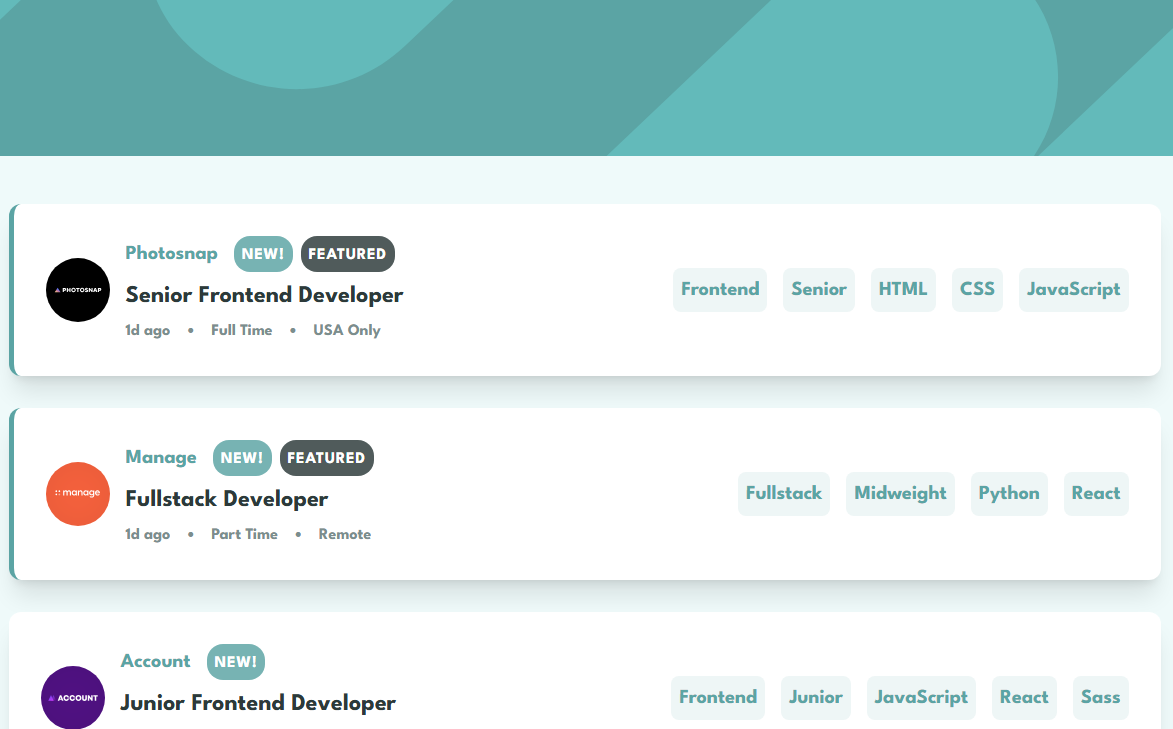 Photosnap NEW! FEATURED
PHOTOSNAP
Senior Frontend Developer
1d ago • Full Time • USA Only
Frontend Senior HTML CSS JavaScript
Manage NEW! FEATURED
:: manage
Fullstack Developer
1d ago • Part Time • Remote
Fullstack Midweight Python React
Account NEW!
ACCOUNT
Junior Frontend Developer
Frontend Junior JavaScript React Sass